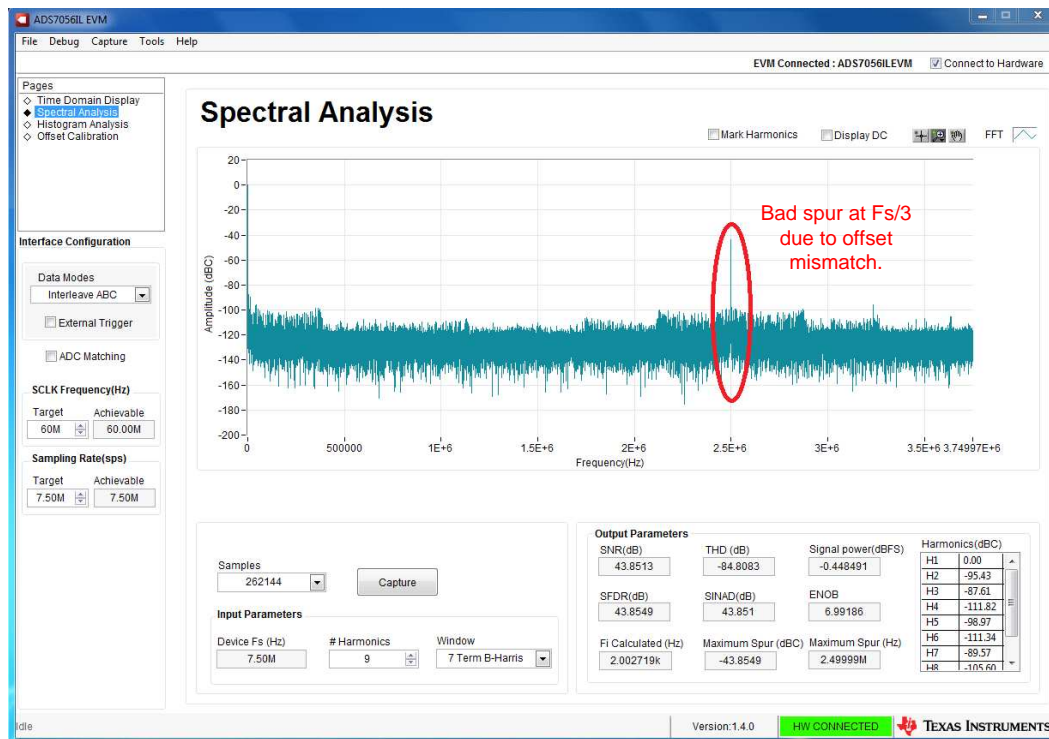 ADS7056IL EVM
File Debug Capture Tools Help
EVM Connected : ADS7056ILEVM Connect to Hardware
Pages
Time Domain Display
Spectral Analysis
Histogram Analysis
Offset Calibration
Interface Configuration
Data Modes
Interleave ABC
External Trigger
ADC Matching
SCLK Frequency(Hz)
Target Achievable
60M 60.00M
Sampling Rate(sps)
Target Achievable
7.50M 7.50M
Spectral Analysis
Mark Harmonics Display DC FFT
Bad spur at Fs/3
due to offset
mismatch.
Amplitude (dBC)
20
0
-20
-40
-60
-80
-100
-120
-140
-160
-180
-200
0 500000 1E+6 1.5E+6 2E+6 2.5E+6 3E+6 3.5E+6 3.74997E+6
Frequency(Hz)
Samples
262144 Capture
Input Parameters
Device Fs (Hz) # Harmonics Window
7.50M 9 7 Term B-Harris
Output Parameters
SNR(dB) THD (dB) Signal power(dBFS)
43.8513 -84.8083 -0.448491
SFDR(dB) SINAD(dB) ENOB
43.8549 43.851 6.99186
Fi Calculated (Hz) Maximum Spur (dBC) Maximum Spur (Hz)
2.002719k -43.8549 2.49999M
Harmonics(dBC)
H1 0.00
H2 -95.43
H3 -87.61
H4 -111.82
H5 -98.97
H6 -111.34
H7 -89.57
H8 -105.60
Idle Version:1.4.0 HW CONNECTED TEXAS INSTRUMENTS